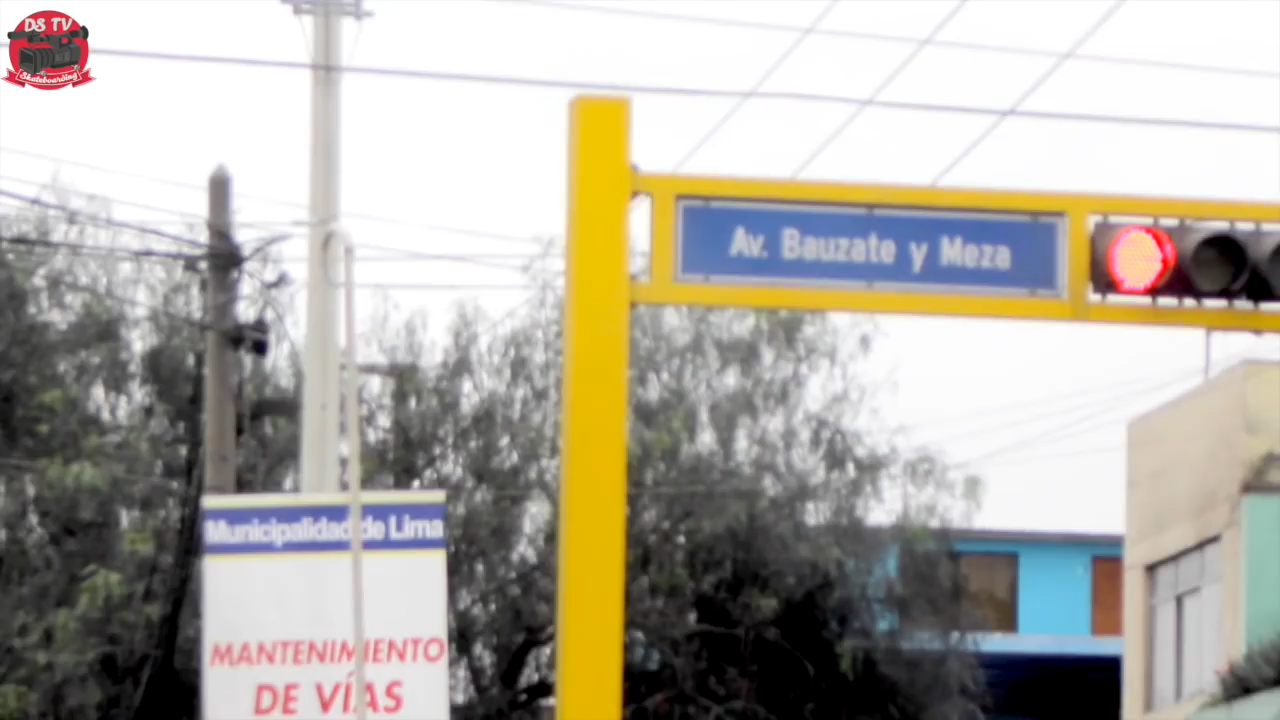 DS TV
Skateboarding
Av. Bauzate y Meza
Municipalidad de Lima
MANTENIMIENTO
DE VÍAS